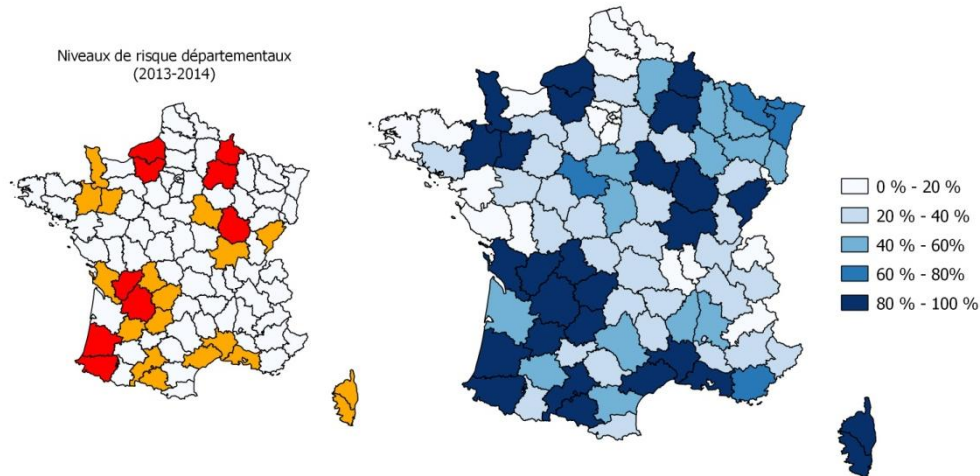 Niveaux de risque départementaux
(2013-2014)
0 % - 20 %
20 % - 40 %
40 % - 60%
60 % - 80%
80 % - 100 %